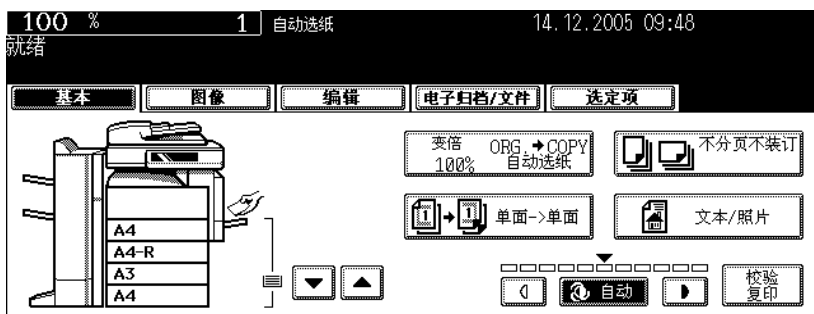 100 % 1 自动选纸 14.12.2005 09:48
就绪
基本 图像 编辑 电子归档/文件 选定项
变倍 ORG.→COPY
100% 自动选纸
不分页不装订
1→1 单面->单面
文本/照片
A4
A4-R
A3
A4
自动
校验
复印